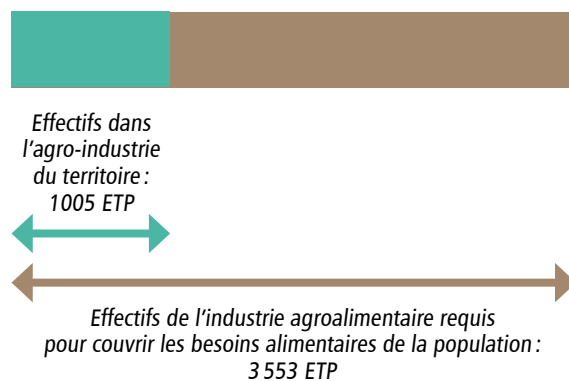 Effectifs dans
l'agro-industrie
du territoire :
1005 ETP
Effectifs de l'industrie agroalimentaire requis
pour couvrir les besoins alimentaires de la population :
3 553 ETP